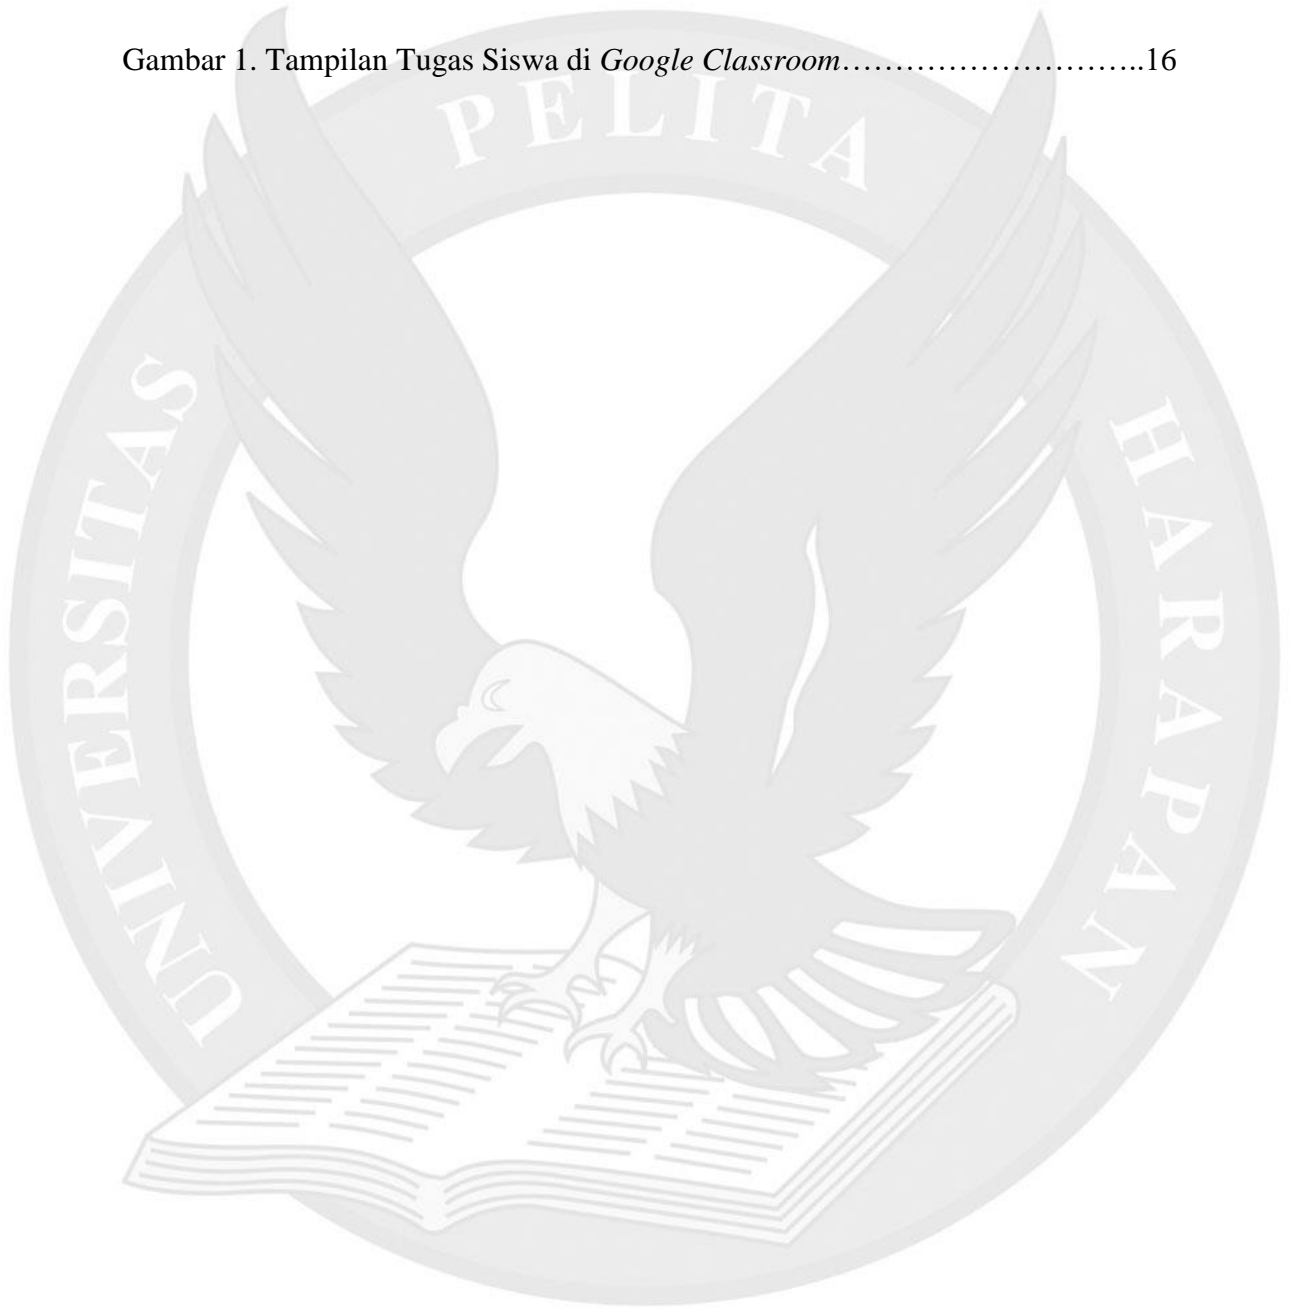 Gambar 1. Tampilan Tugas Siswa di Google Classroom………………………..16
UNIVERSITAS PELITA HARAPAN